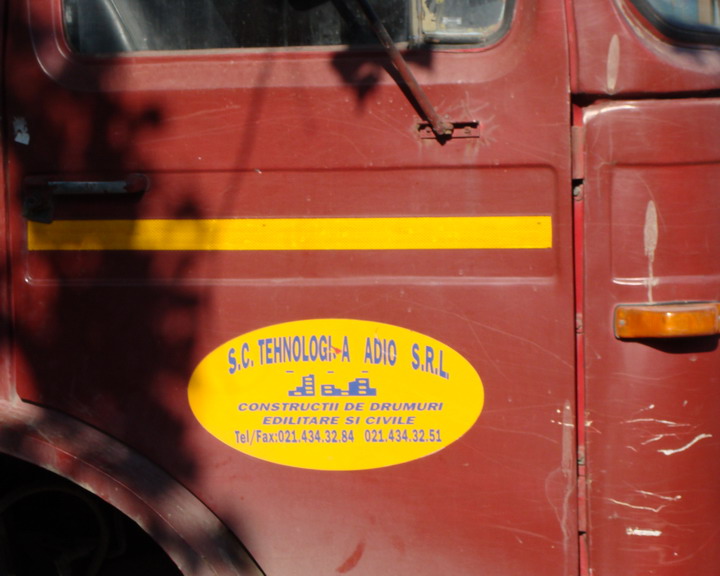 S.C. TEHNOLOGI A ADIO S.R.L.
CONSTRUCTII DE DRUMURI
EDILITARE SI CIVILE
Tel/Fax:021.434.32.84 021.434.32.51